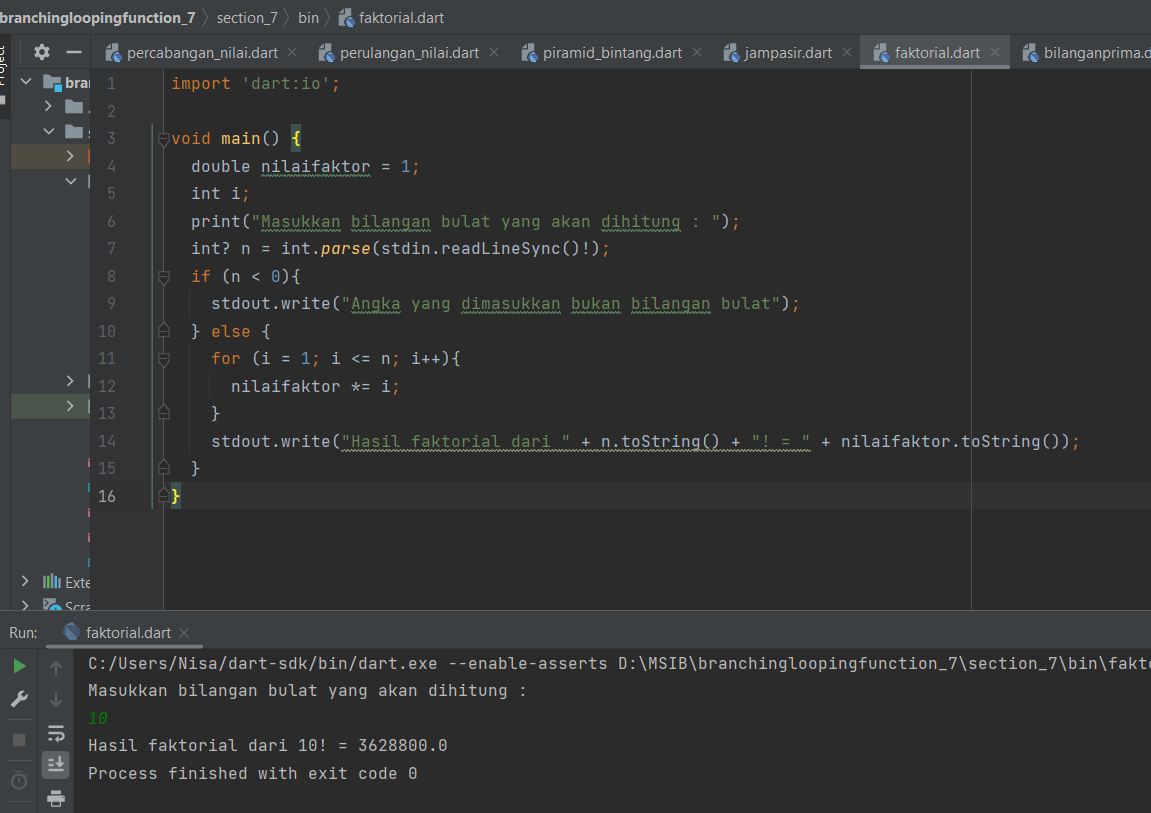 branchingloopingfunction_7 section_7 bin faktorial.dart
percabangan_nilai.dart perulangan_nilai.dart piramid_bintang.dart jampasir.dart faktorial.dart bilanganprima.d
Project
bra
1 import 'dart:io';
2
3 void main() {
4 double nilaifaktor = 1;
5 int i;
6 print("Masukkan bilangan bulat yang akan dihitung : ");
7 int? n = int.parse(stdin.readLineSync()!);
8 if (n < 0){
9 stdout.write("Angka yang dimasukkan bukan bilangan bulat");
10 } else {
11 for (i = 1; i <= n; i++){
12 nilaifaktor *= i;
13 }
14 stdout.write("Hasil faktorial dari " + n.toString() + "! = " + nilaifaktor.toString());
15 }
16 }
Exte
Scra
Run: faktorial.dart
C:/Users/Nisa/dart-sdk/bin/dart.exe --enable-asserts D:\MSIB\branchingloopingfunction_7\section_7\bin\fakto
Masukkan bilangan bulat yang akan dihitung :
10
Hasil faktorial dari 10! = 3628800.0
Process finished with exit code 0